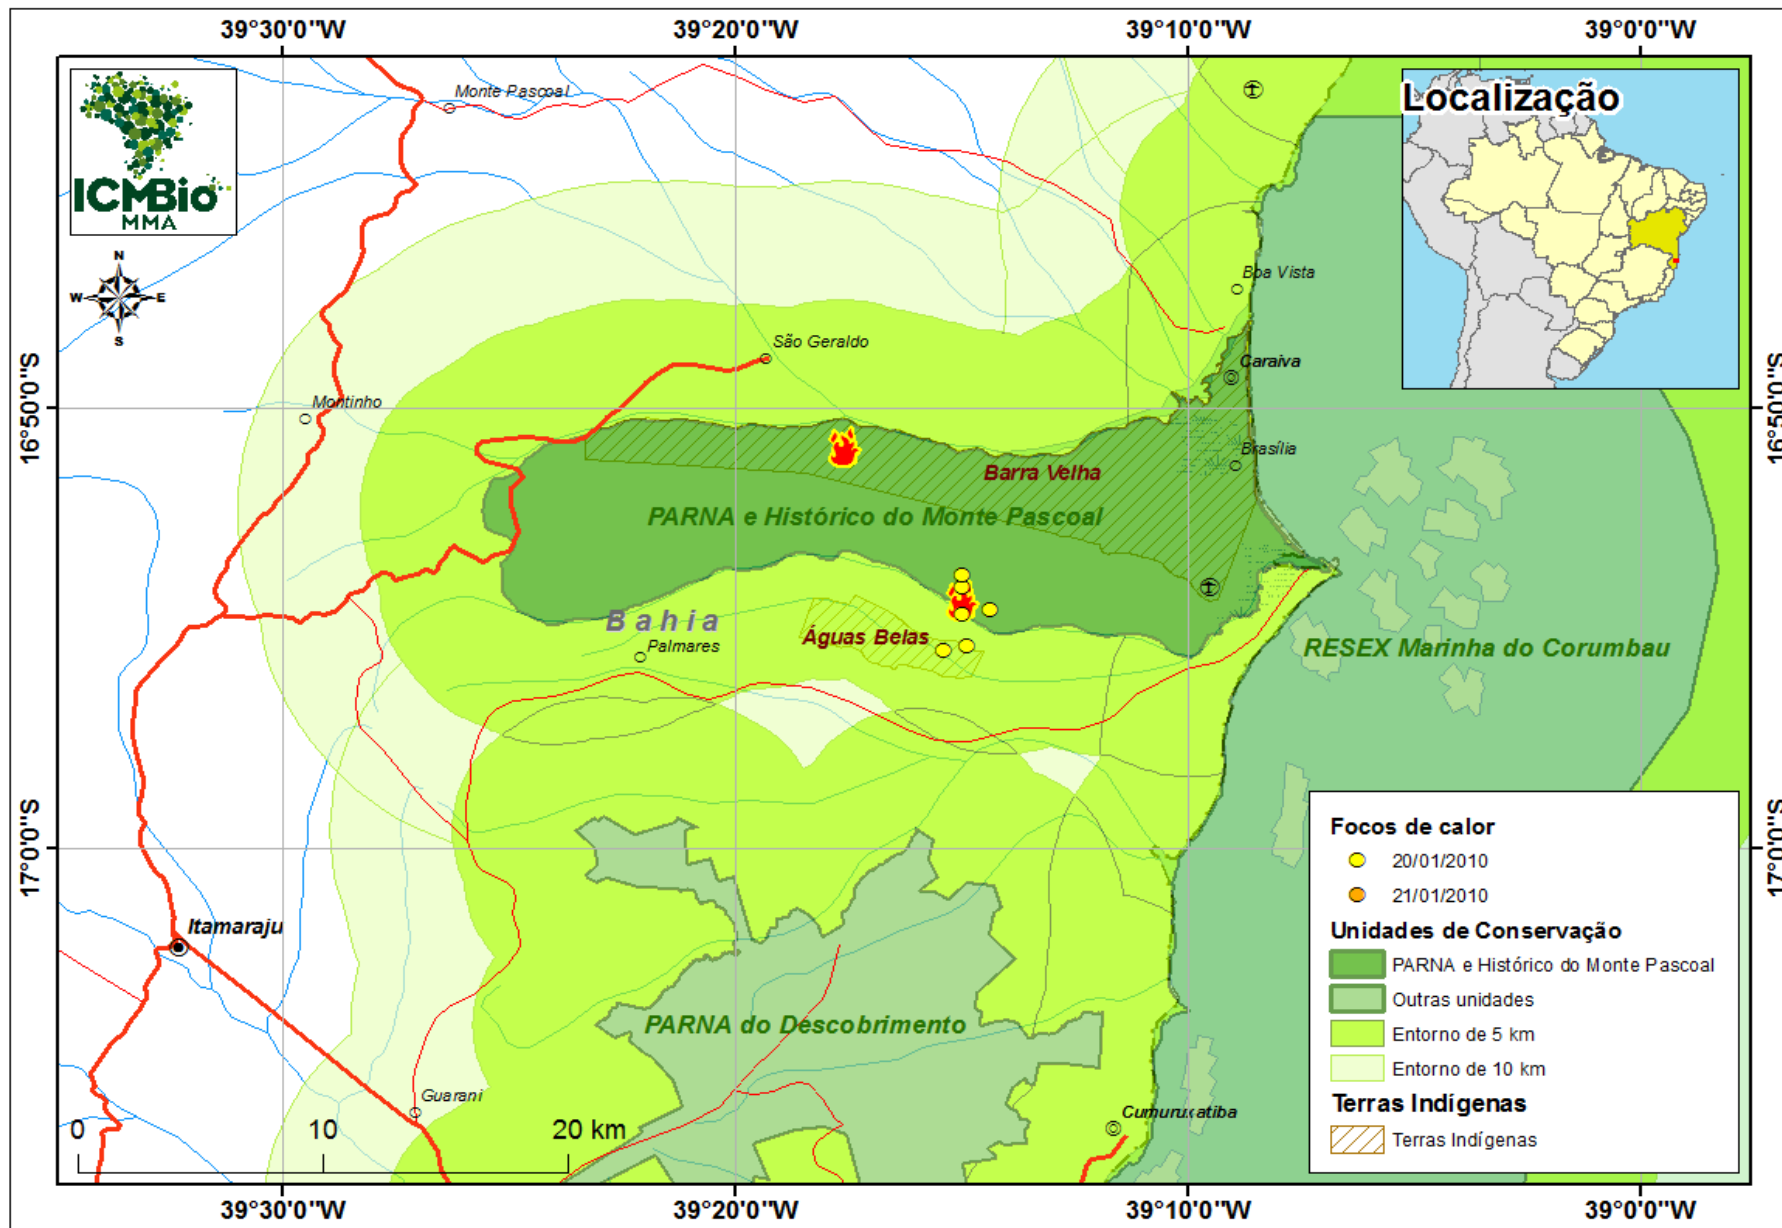 39°30'0"W
39°20'0"W
39°10'0"W
39°0'0"W
ICMBio
MMA
N
W
E
S
Monte Pascoal
Localização
Boa Vista
São Geraldo
Caraiva
Montinho
16°50'0"S
16°50'0"S
Brasília
Barra Velha
PARNA e Histórico do Monte Pascoal
Bahia
Palmares
Águas Belas
RESEX Marinha do Corumbau
17°0'0"S
17°0'0"S
Focos de calor
20/01/2010
21/01/2010
Unidades de Conservação
PARNA e Histórico do Monte Pascoal
Outras unidades
Entorno de 5 km
Entorno de 10 km
Terras Indígenas
Terras Indígenas
Itamaraju
PARNA do Descobrimento
Guarani
Cumuruxatiba
0
10
20 km
39°30'0"W
39°20'0"W
39°10'0"W
39°0'0"W